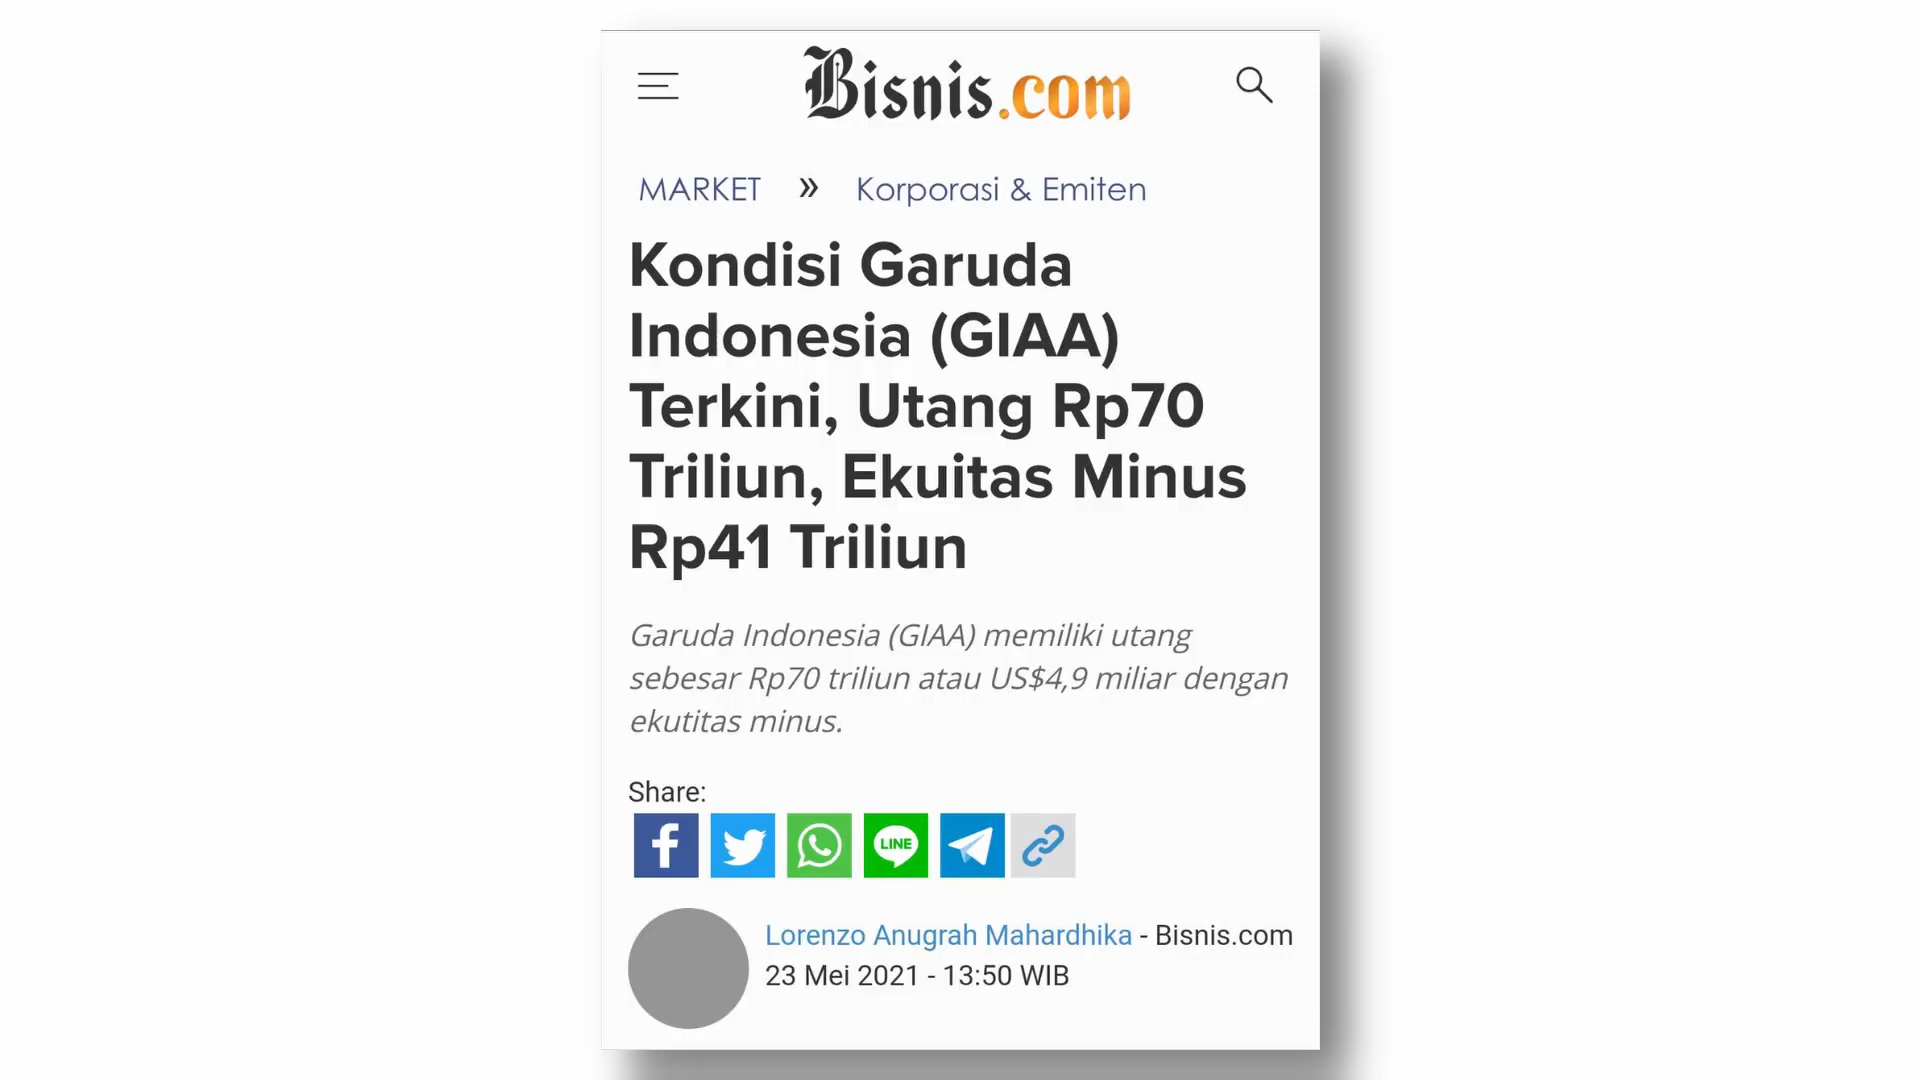 Bisnis.com
MARKET » Korporasi & Emiten
Kondisi Garuda
Indonesia (GIAA)
Terkini, Utang Rp70
Triliun, Ekuitas Minus
Rp41 Triliun
Garuda Indonesia (GIAA) memiliki utang
sebesar Rp70 triliun atau US$4,9 miliar dengan
ekutitas minus.
Share:
LINE
Lorenzo Anugrah Mahardhika - Bisnis.com
23 Mei 2021 - 13:50 WIB